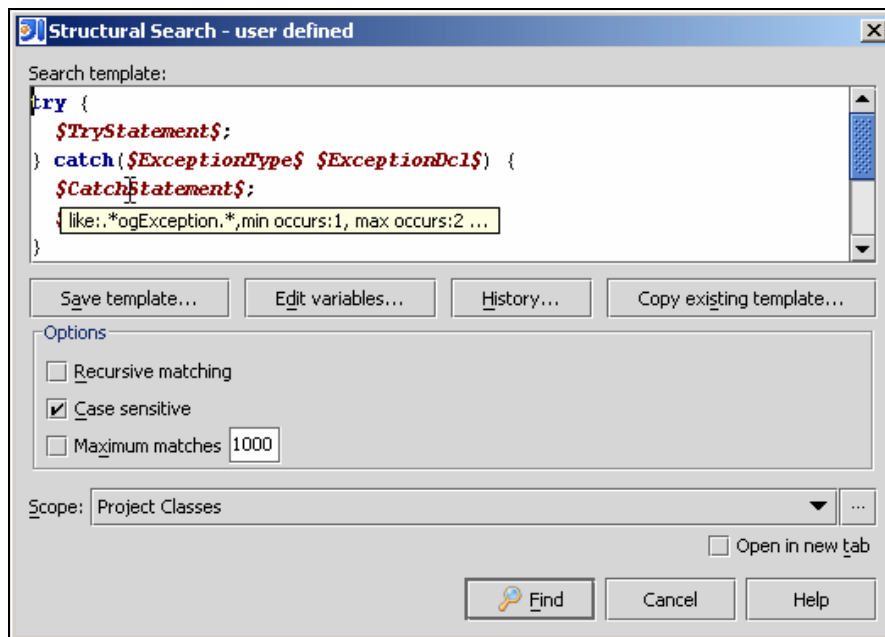 Structural Search - user defined
Search template:
try {
$TryStatement$;
} catch($ExceptionType$ $ExceptionDcl$) {
$CatchStatement$;
like:.*ogException.*,min occurs:1, max occurs:2 ...
}
Save template...
Edit variables...
History...
Copy existing template...
Options
Recursive matching
Case sensitive
Maximum matches 1000
Scope: Project Classes ...
Open in new tab
Find
Cancel
Help